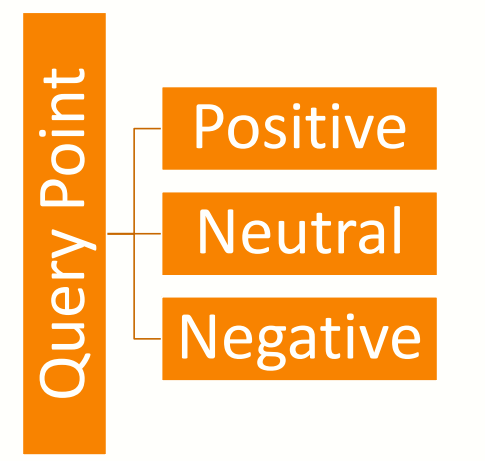 Query Point
Positive
Neutral
Negative